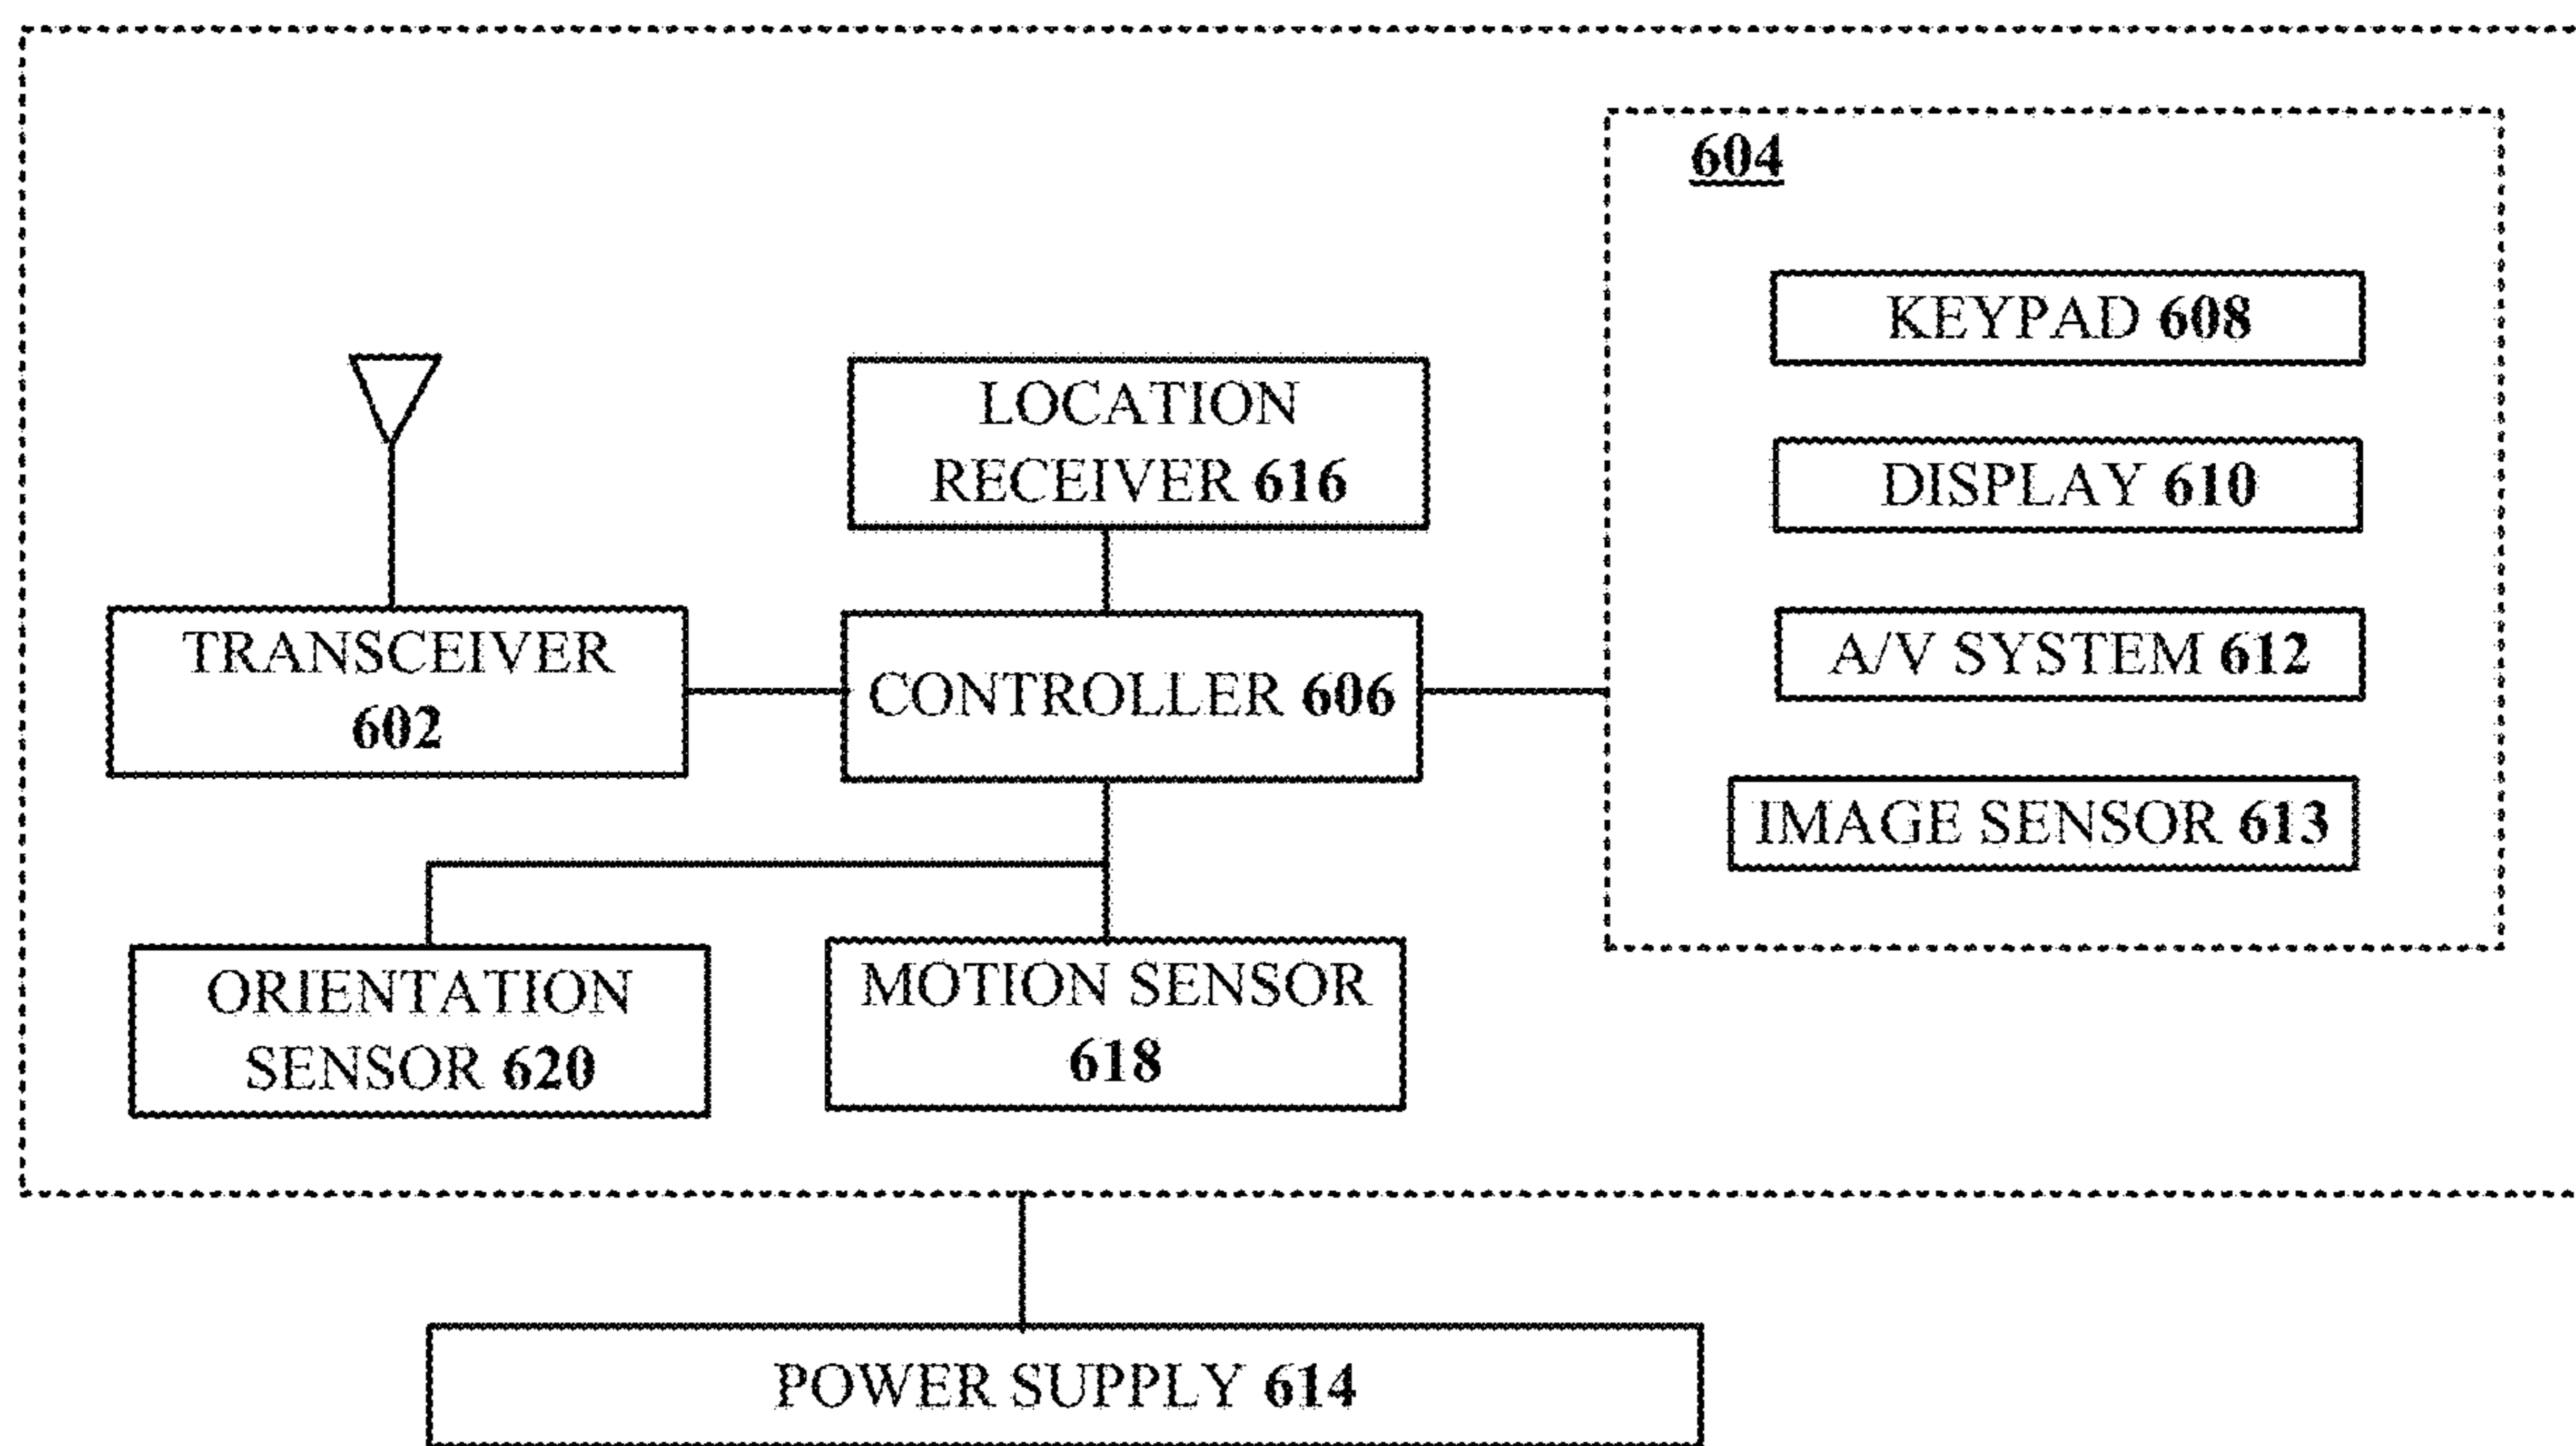 604
KEYPAD 608
LOCATION
RECEIVER 616
DISPLAY 610
TRANSCEIVER
602
CONTROLLER 606
A/V SYSTEM 612
IMAGE SENSOR 613
ORIENTATION
SENSOR 620
MOTION SENSOR
618
POWER SUPPLY 614